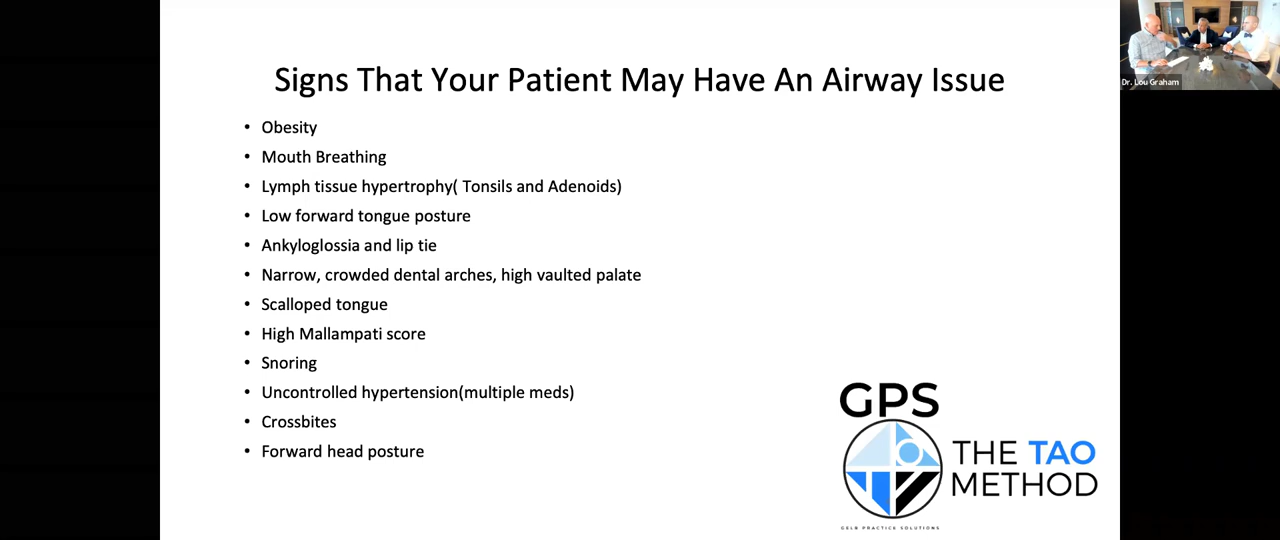 Signs That Your Patient May Have An Airway Issue
• Obesity
• Mouth Breathing
• Lymph tissue hypertrophy( Tonsils and Adenoids)
• Low forward tongue posture
• Ankyloglossia and lip tie
• Narrow, crowded dental arches, high vaulted palate
• Scalloped tongue
• High Mallampati score
• Snoring
• Uncontrolled hypertension(multiple meds)
• Crossbites
• Forward head posture
GPS
THE TAO
METHOD
GELB PRACTICE SOLUTIONS
Dr. Lou Graham